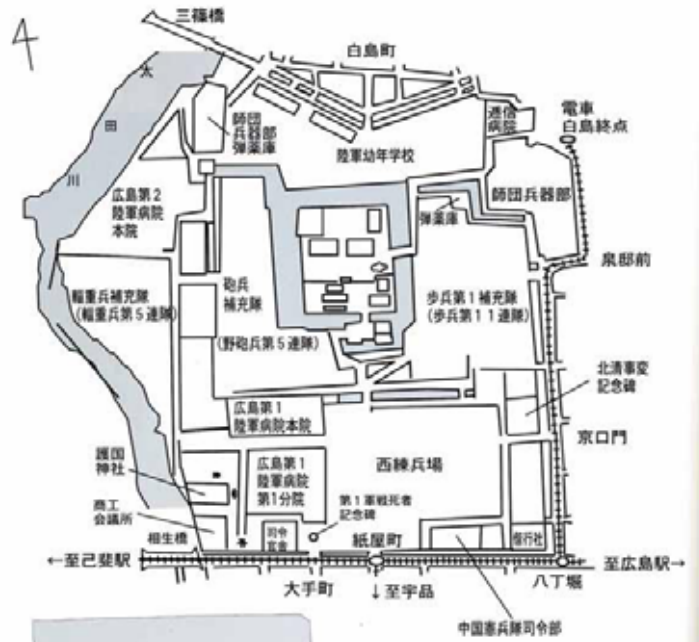 三篠橋
白島町
太
田
川
師団
兵器部
弾薬庫
陸軍幼年学校
逓信
病院
電車
白島終点
広島第2
陸軍病院
本院
弾薬庫
師団兵器部
泉邸前
輜重兵補充隊
(輜重兵第5連隊)
砲兵
補充隊
(野砲兵第5連隊)
歩兵第1補充隊
(歩兵第11連隊)
北清事変
記念碑
広島第1
陸軍病院本院
京口門
護国
神社
広島第1
陸軍病院
第1分院
西練兵場
商工
会議所
第1軍戦死者
記念碑
相生橋
司令
官舎
紙屋町
偕行社
←至己斐駅
至広島駅→
大手町
↓至宇品
八丁堀
中国憲兵隊司令部